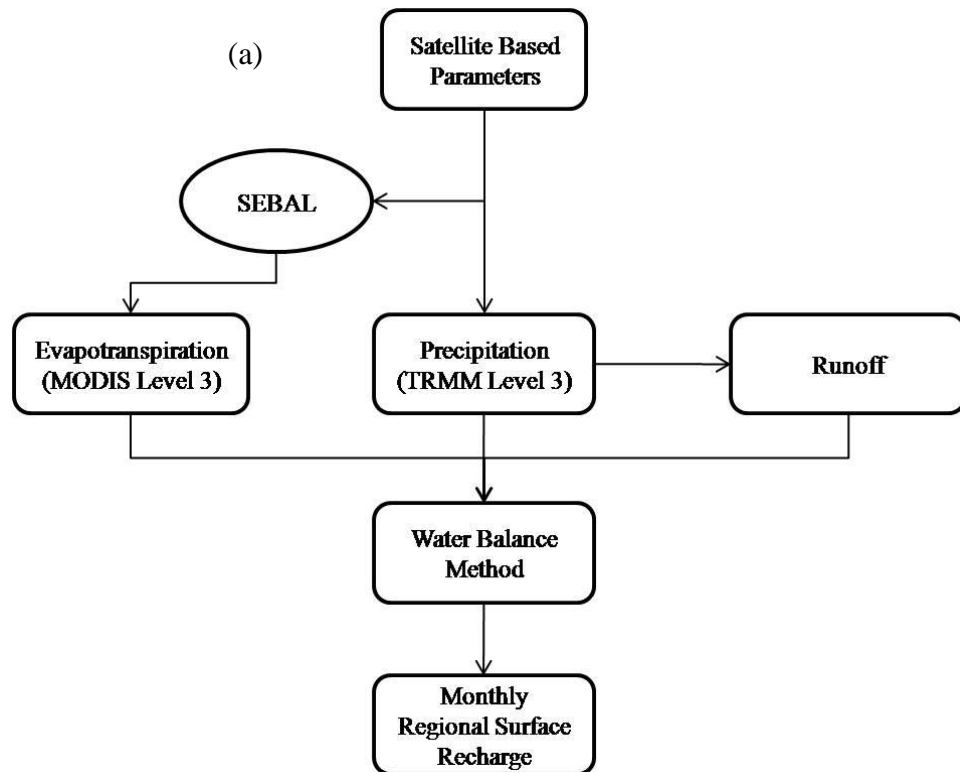 (a)
Satellite Based
Parameters
SEBAL
Evapotranspiration
(MODIS Level 3)
Precipitation
(TRMM Level 3)
Runoff
Water Balance
Method
Monthly
Regional Surface
Recharge